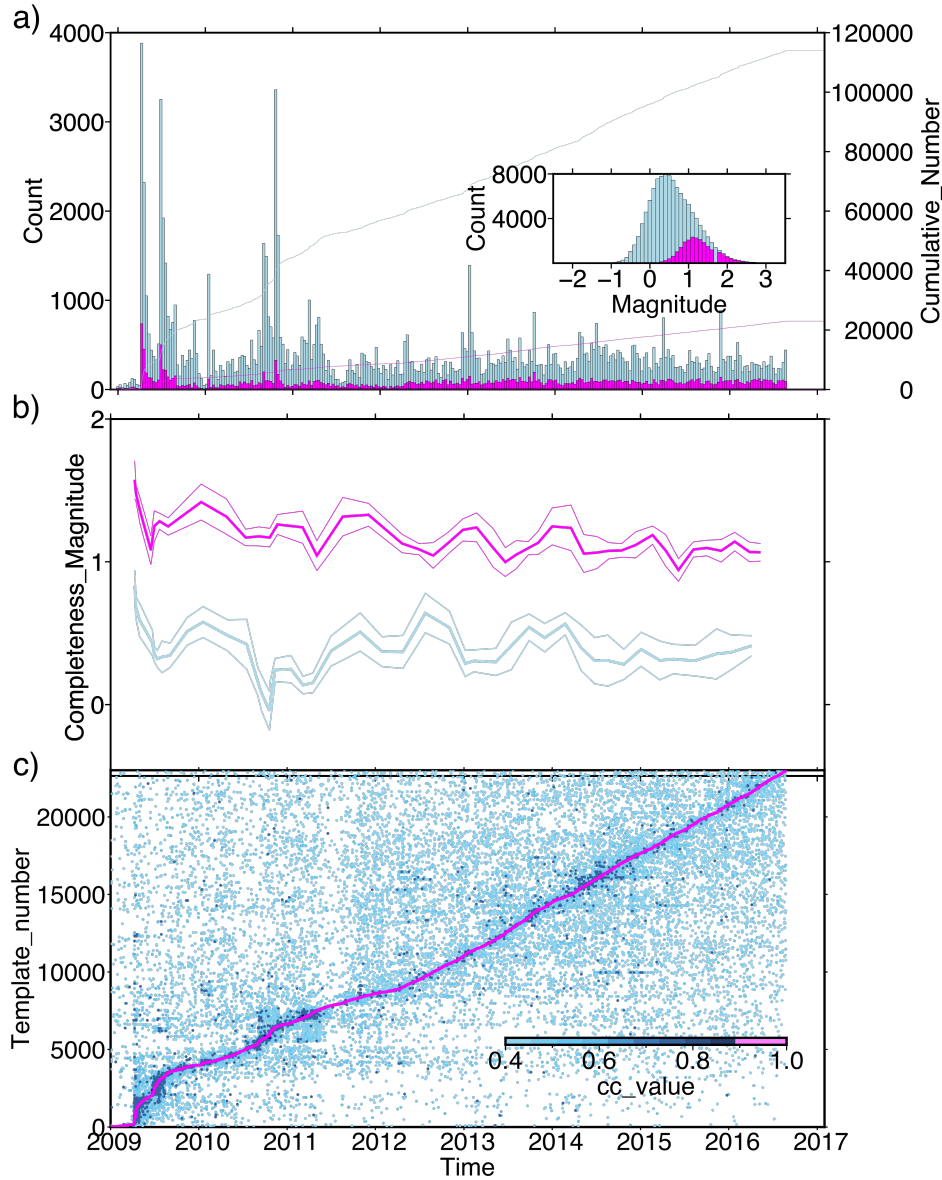 a)
4000
3000
2000
1000
0
Count
120000
100000
80000
60000
40000
20000
0
Cumulative_Number
8000
4000
Count
−2 −1 0 1 2 3
Magnitude
b)
2
1
0
Completeness_Magnitude
c)
20000
15000
10000
5000
0
Template_number
0.4 0.6 0.8 1.0
cc_value
2009 2010 2011 2012 2013 2014 2015 2016 2017
Time